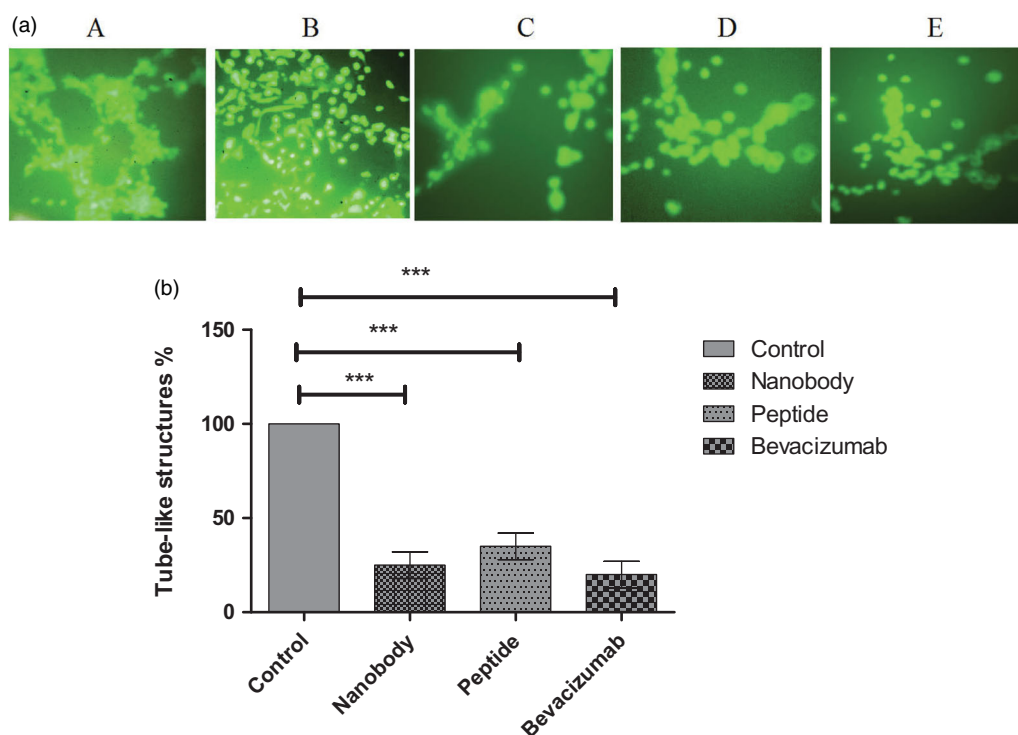 (a)
A B C D E
(b)
***
***
***
Tube-like structures %
150
100
50
0
Control
Nanobody
Peptide
Bevacizumab
Control
Nanobody
Peptide
Bevacizumab